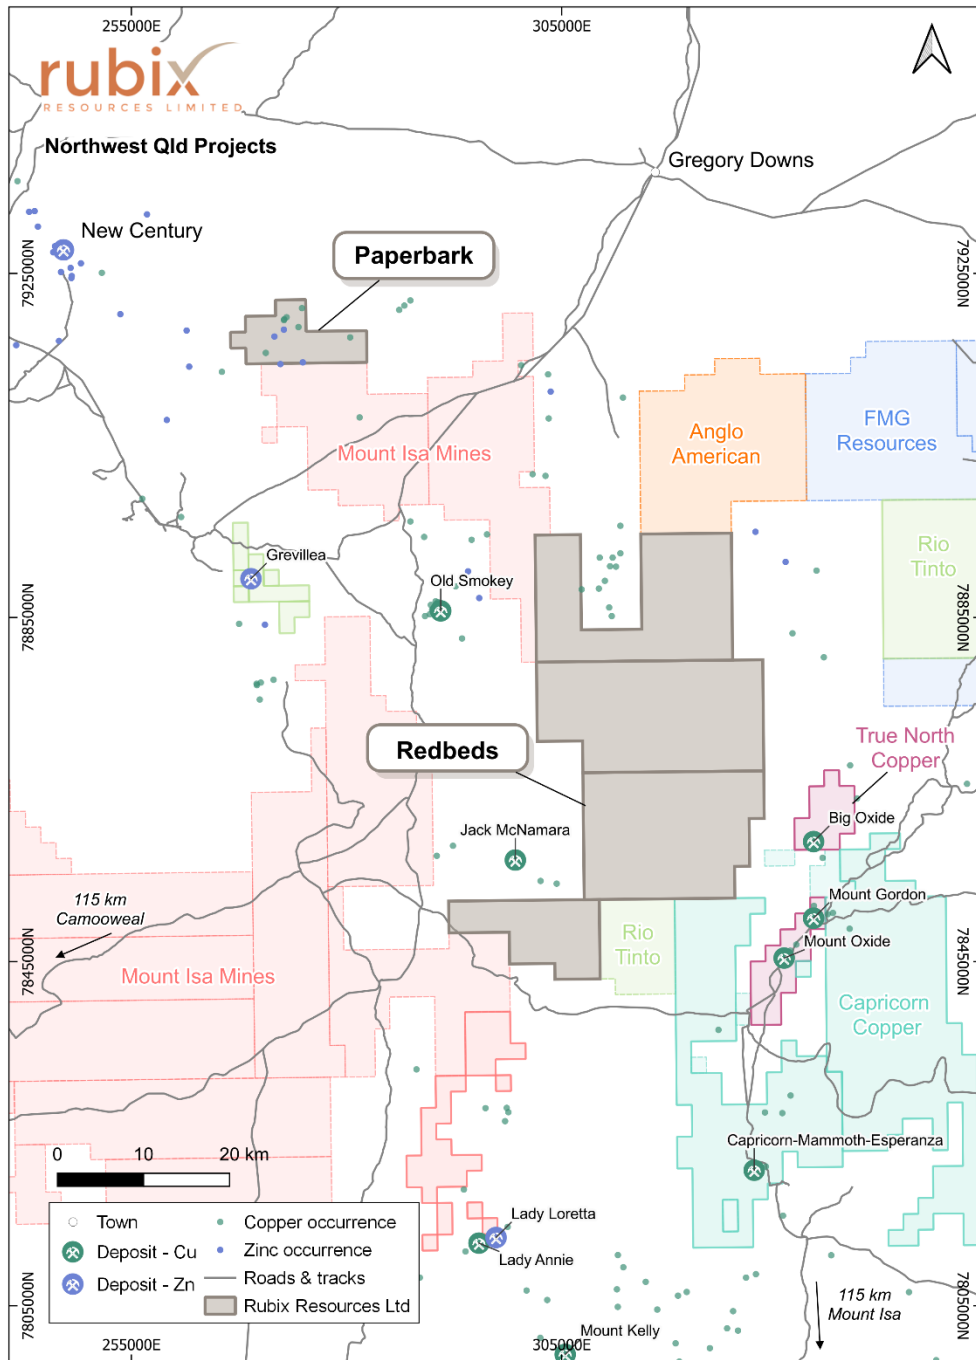 255000E
305000E
rubix
RESOURCES LIMITED
Northwest Qld Projects
Gregory Downs
New Century
Paperbark
7925000N
7925000N
Mount Isa Mines
Anglo
American
FMG
Resources
Rio
Tinto
Grevillea
Old Smokey
7885000N
7885000N
True North
Copper
Redbeds
Big Oxide
Jack McNamara
Mount Gordon
115 km
Camooweal
Rio
Tinto
Mount Oxide
7845000N
7845000N
Mount Isa Mines
Capricorn
Copper
Capricorn-Mammoth-Esperanza
0 10 20 km
Lady Loretta
Lady Annie
Town
Copper occurrence
Deposit - Cu
Zinc occurrence
Deposit - Zn
Roads & tracks
Rubix Resources Ltd
115 km
Mount Isa
7805000N
7805000N
Mount Kelly
255000E
305000E